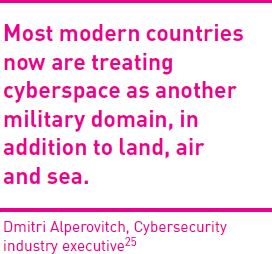 Most modern countries
now are treating
cyberspace as another
military domain, in
addition to land, air
and sea.
Dmitri Alperovitch, Cybersecurity
industry executive25